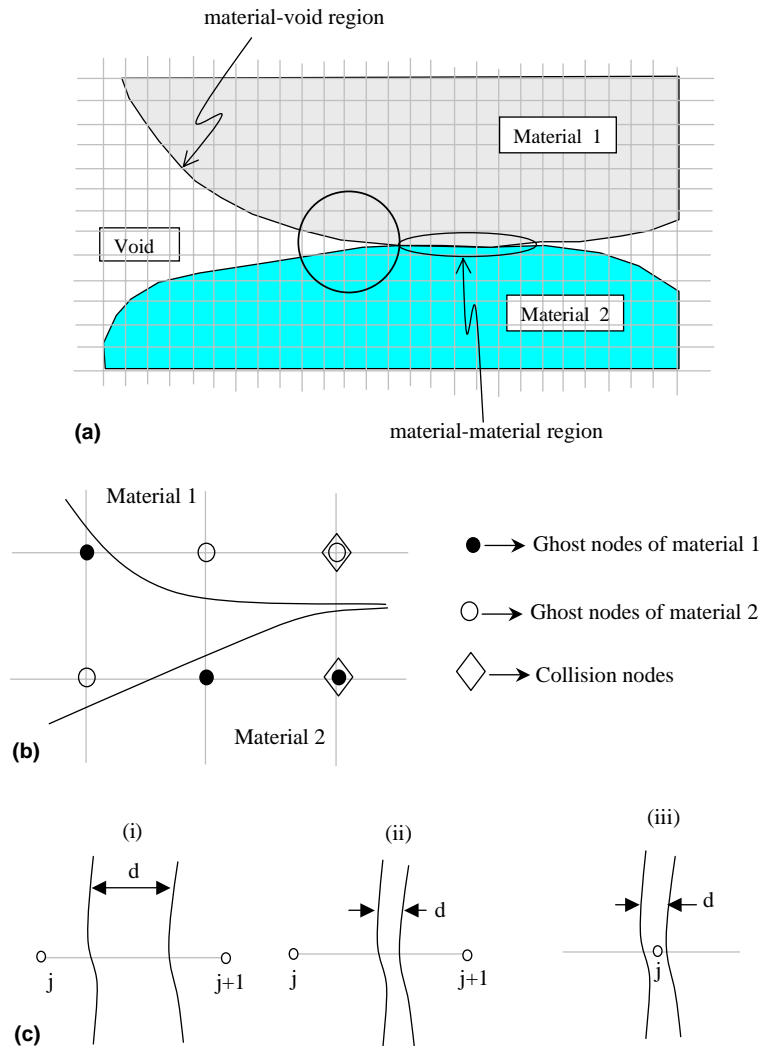 material-void region
Material 1
Void
Material 2
(a)
material-material region
Material 1
Ghost nodes of material 1
Ghost nodes of material 2
Collision nodes
Material 2
(b)
(i)
(ii)
(iii)
d
d
d
j
j+1
j
j+1
j
(c)